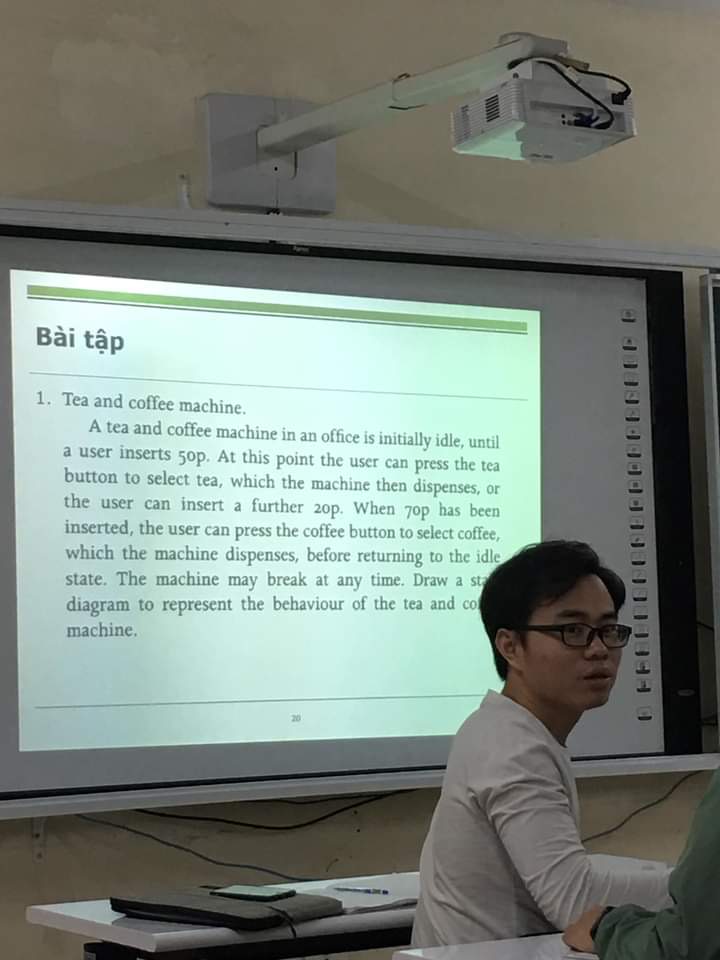 Bài tập
1. Tea and coffee machine.
A tea and coffee machine in an office is initially idle, until
a user inserts 50p. At this point the user can press the tea
button to select tea, which the machine then dispenses, or
the user can insert a further 20p. When 70p has been
inserted, the user can press the coffee button to select coffee,
which the machine dispenses, before returning to the idle
state. The machine may break at any time. Draw a
diagram to represent the behaviour of the tea and
machine.
20